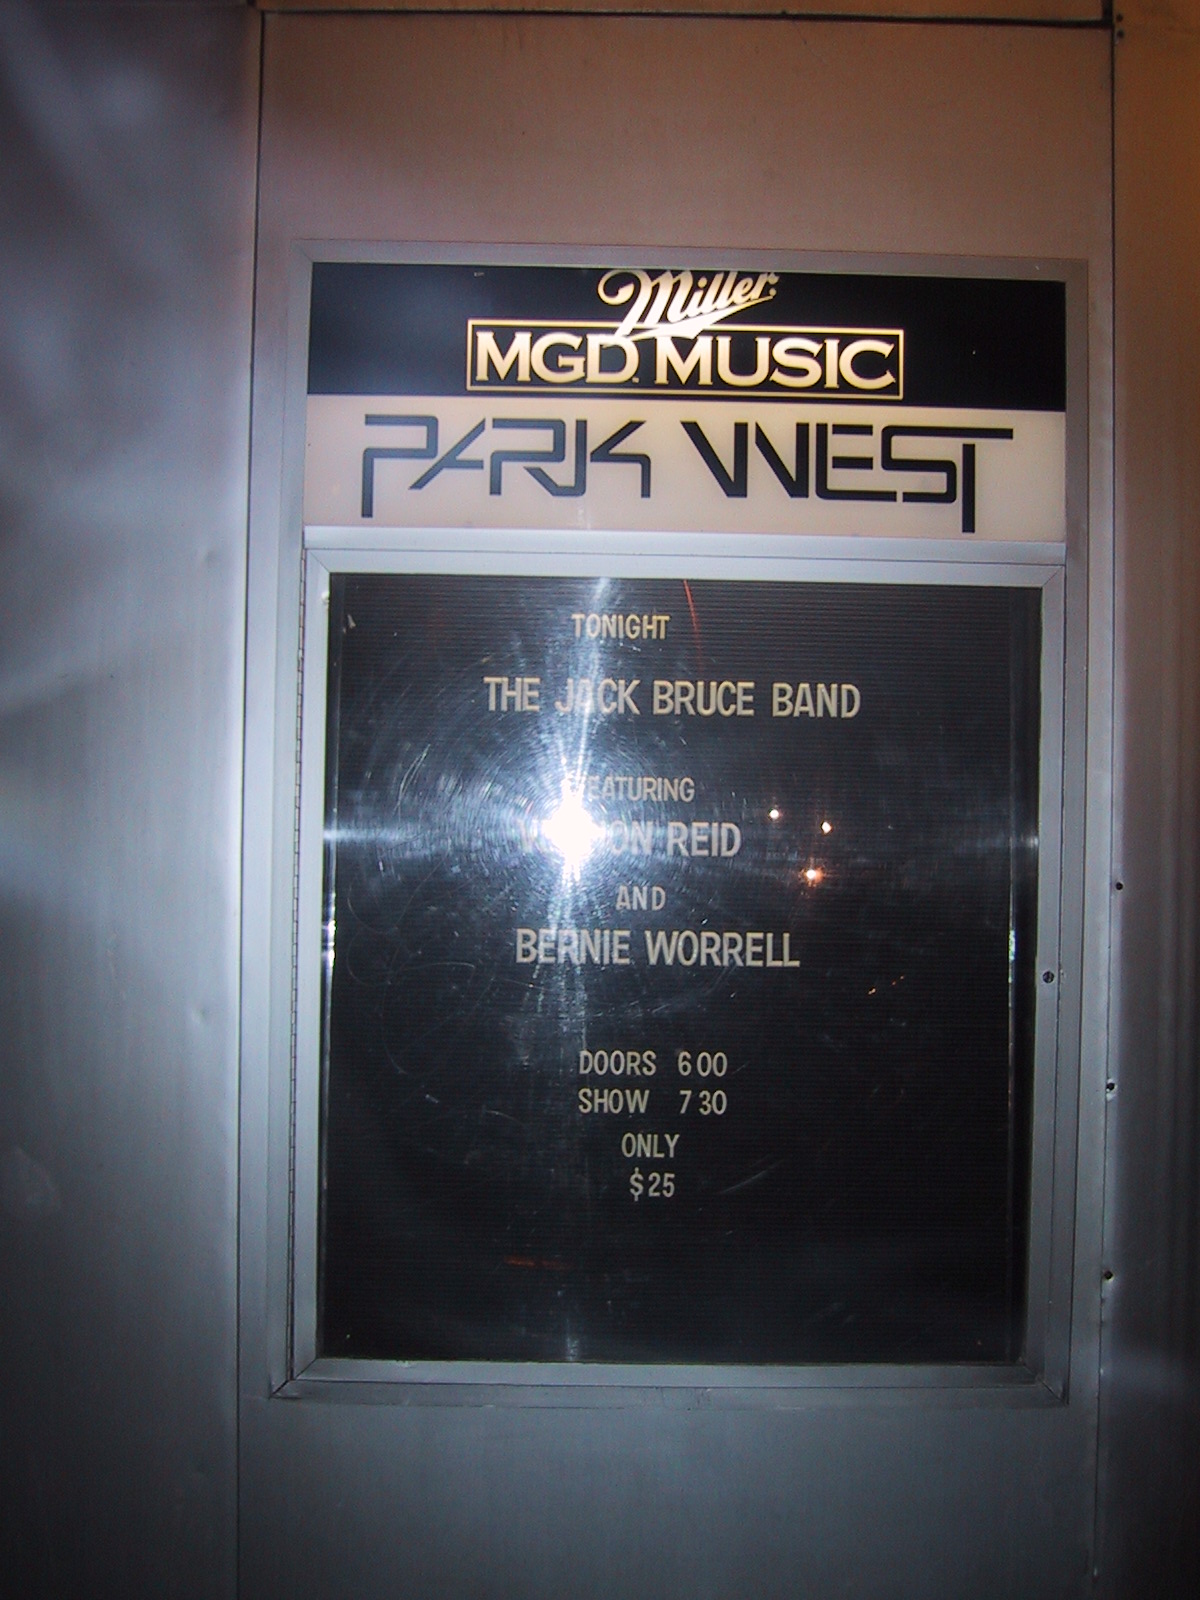 Miller
MGD MUSIC
PARK WEST
TONIGHT
THE JACK BRUCE BAND
FEATURING
REID
AND
BERNIE WORRELL
DOORS 6 00
SHOW 7 30
ONLY
$25